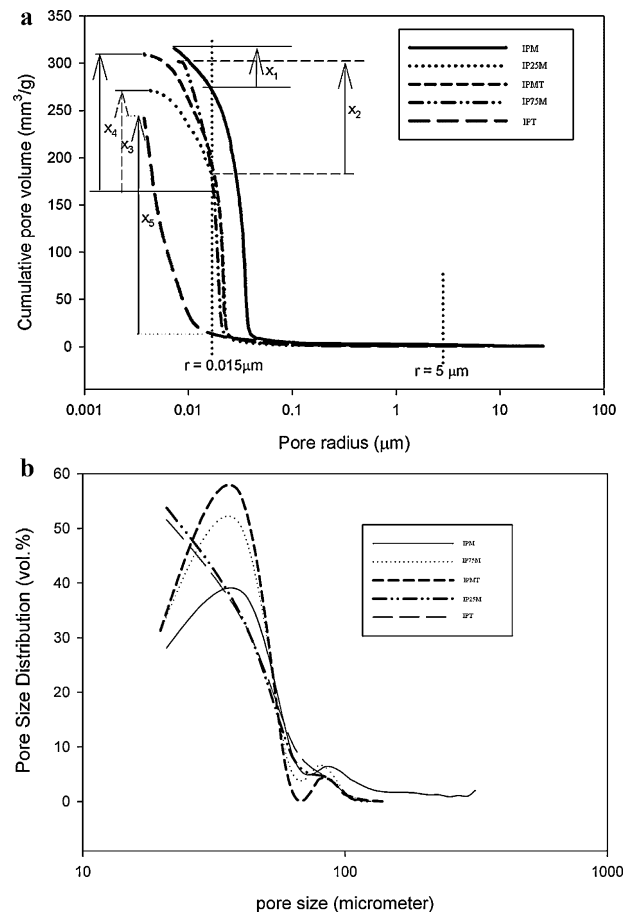 a
Cumulative pore volume (mm³/g)
350
300
250
200
150
100
50
0
x₁
x₂
x₄
x₃
x₅
IPM
IP25M
IPMT
IP75M
IPT
r = 0.015μm
r = 5 μm
0.001
0.01
0.1
1
10
100
Pore radius (μm)
b
Pore Size Distribution (vol.%)
60
50
40
30
20
10
0
IPM
IP75M
IPMT
IP25M
IPT
10
100
1000
pore size (micrometer)